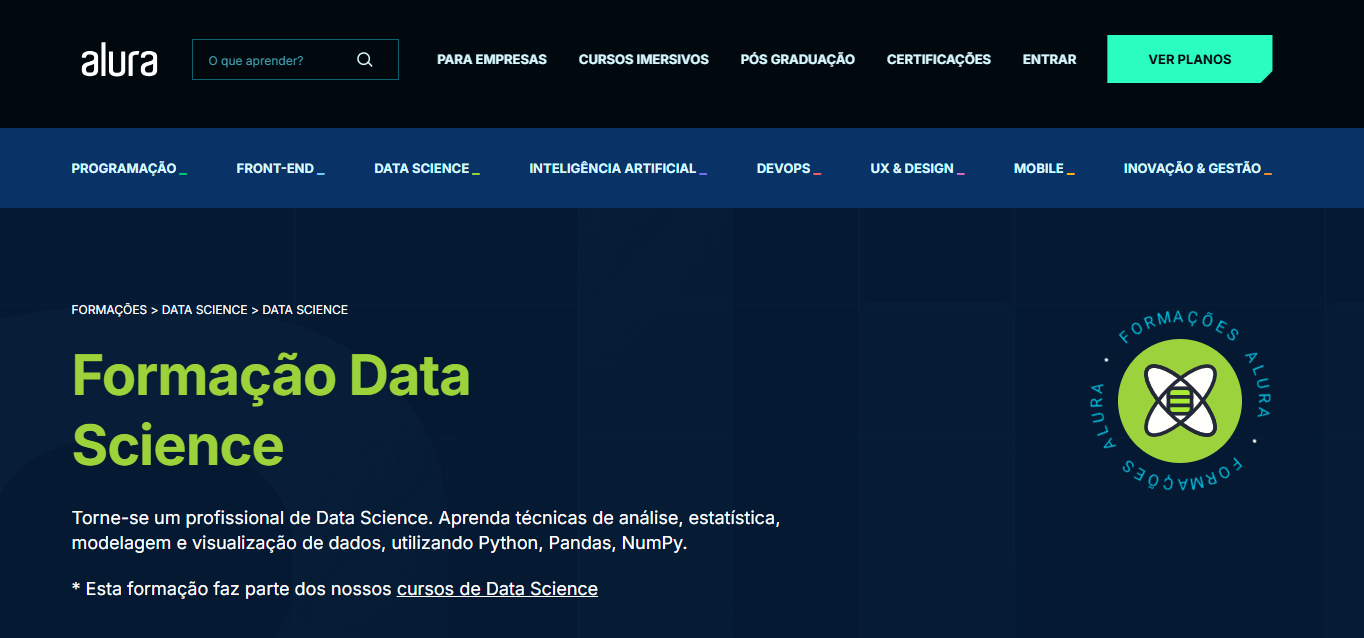 alura
O que aprender?
PARA EMPRESAS
CURSOS IMERSIVOS
PÓS GRADUAÇÃO
CERTIFICAÇÕES
ENTRAR
VER PLANOS
PROGRAMAÇÃO _
FRONT-END _
DATA SCIENCE _
INTELIGÊNCIA ARTIFICIAL _
DEVOPS _
UX & DESIGN _
MOBILE _
INOVAÇÃO & GESTÃO _
FORMAÇÕES > DATA SCIENCE > DATA SCIENCE
Formação Data
Science
Torne-se um profissional de Data Science. Aprenda técnicas de análise, estatística,
modelagem e visualização de dados, utilizando Python, Pandas, NumPy.
* Esta formação faz parte dos nossos cursos de Data Science
FORMAÇÕES ALURA • FORMAÇÕES ALURA •